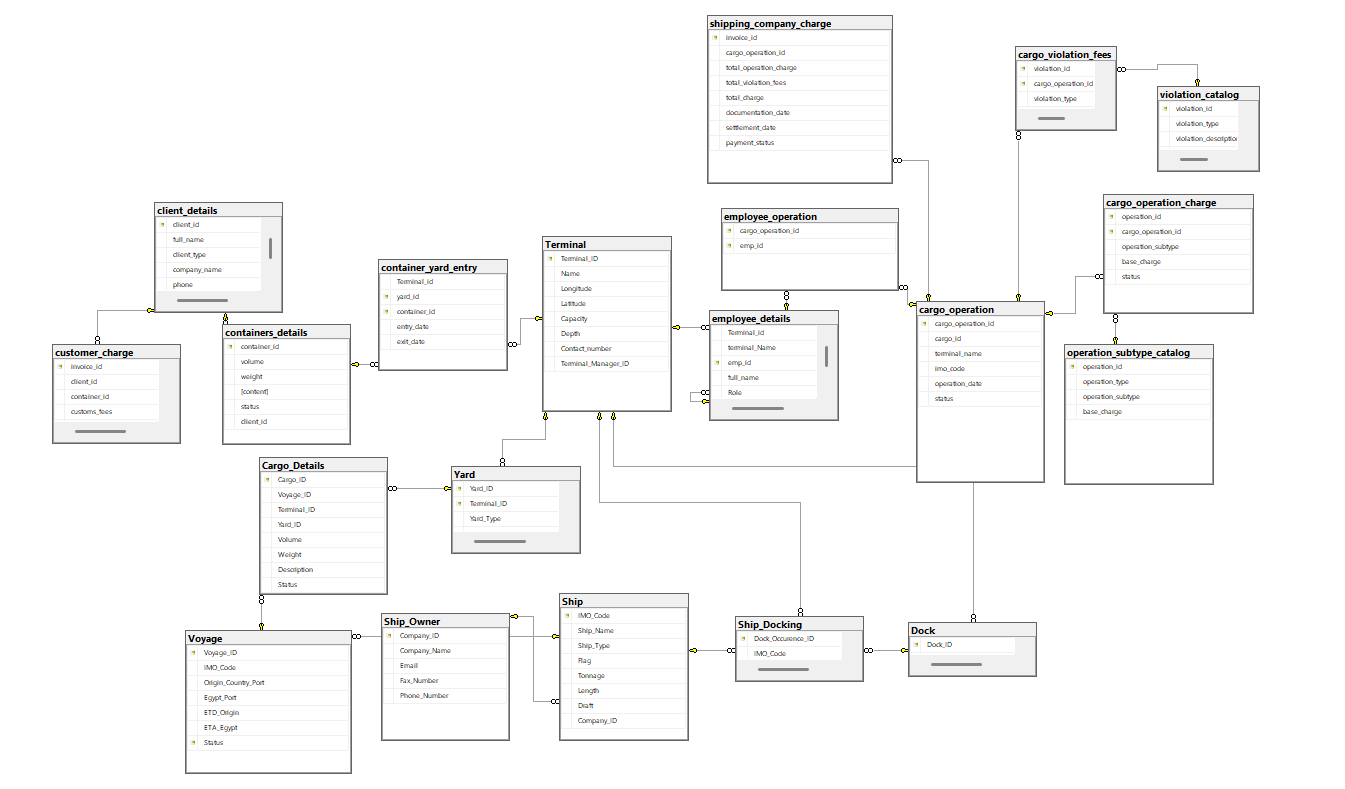 shipping_company_charge
invoice_id
cargo_operation_id
total_operation_charge
total_violation_fees
total_charge
documentation_date
settlement_date
payment_status
cargo_violation_fees
violation_id
cargo_operation_id
violation_type
violation_catalog
violation_id
violation_type
violation_description
client_details
client_id
full_name
client_type
company_name
phone
container_yard_entry
Terminal_id
yard_id
container_id
entry_date
exit_date
Terminal
Terminal_ID
Name
Longitude
Latitude
Capacity
Depth
Contact_number
Terminal_Manager_ID
employee_operation
cargo_operation_id
emp_id
cargo_operation_charge
operation_id
cargo_operation_id
operation_subtype
base_charge
status
customer_charge
invoice_id
client_id
container_id
customs_fees
containers_details
container_id
volume
weight
[content]
status
client_id
employee_details
Terminal_id
terminal_Name
emp_id
full_name
Role
cargo_operation
cargo_operation_id
cargo_id
terminal_name
imo_code
operation_date
status
operation_subtype_catalog
operation_id
operation_type
operation_subtype
base_charge
Cargo_Details
Cargo_ID
Voyage_ID
Terminal_ID
Yard_ID
Volume
Weight
Description
Status
Yard
Yard_ID
Terminal_ID
Yard_Type
Voyage
Voyage_ID
IMO_Code
Origin_Country_Port
Egypt_Port
ETD_Origin
ETA_Egypt
Status
Ship_Owner
Company_ID
Company_Name
Email
Fax_Number
Phone_Number
Ship
IMO_Code
Ship_Name
Ship_Type
Flag
Tonnage
Length
Draft
Company_ID
Ship_Docking
Dock_Occurence_ID
IMO_Code
Dock
Dock_ID